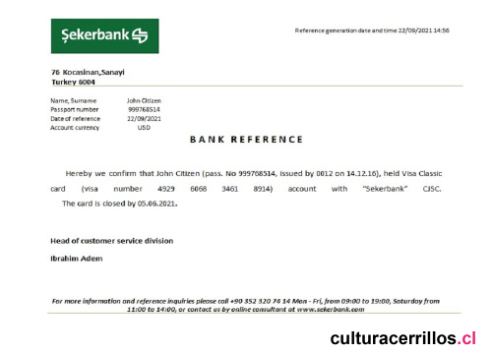 Şekerbank
Reference generation date and time 22/09/2021 14:56
76 Kocasinan,Sanayi
Turkey 6004
Name, Surname John Citizen
Passport number 999768514
Date of reference 22/09/2021
Account currency USD
BANK REFERENCE
Hereby we confirm that John Citizen (pass. No 999768514, issued by 0012 on 14.12.16), held Visa Classic
card (visa number 4929 6068 3461 8914) account with "Sekerbank" CJSC.
The card is closed by 05.06.2021.
Head of customer service division
Ibrahim Adem
For more information and reference inquiries please call +90 352 320 74 14 Mon - Fri, from 09:00 to 19:00, Saturday from
11:00 to 14:00, or contact us by online consultant at www.sekerbank.com
culturacerrillos.cl